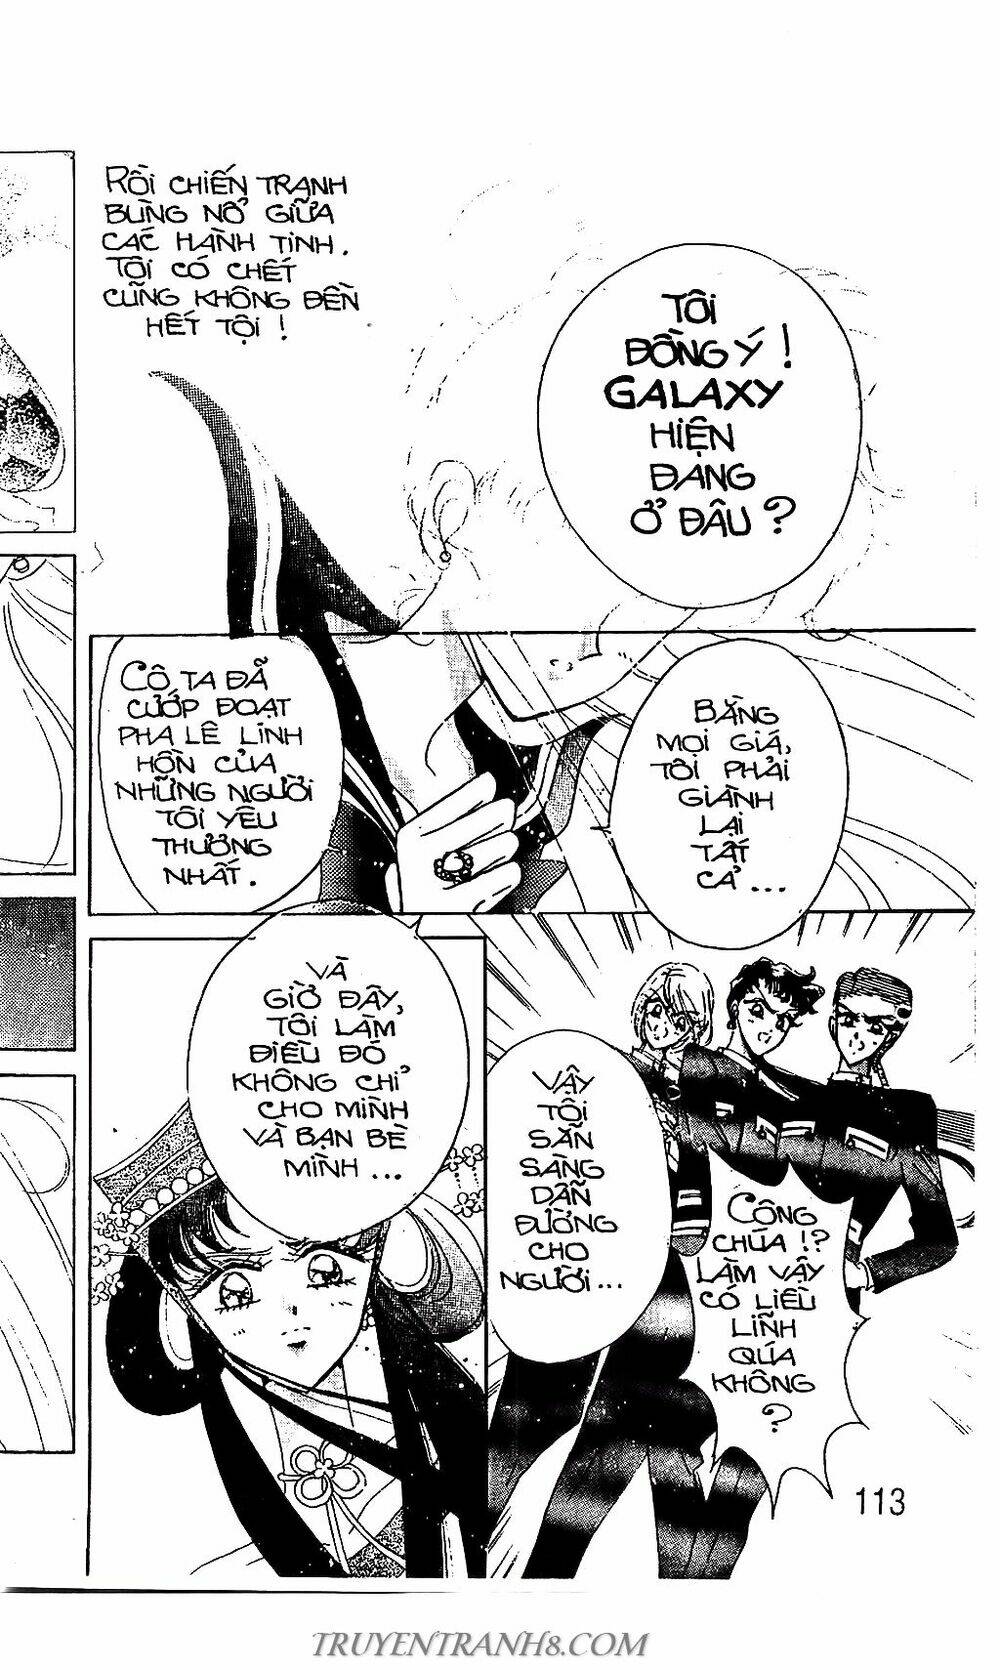 RỒI CHIẾN TRANH
BÙNG NỔ GIỮA
CÁC HÀNH TINH.
TỘI CÓ CHẾT
CŨNG KHÔNG ĐỀN
HẾT TỘI !
TÔI
ĐỒNG Ý !
GALAXY
HIỆN
ĐANG
Ở ĐÂU ?
CÔ TA ĐÃ
CƯỚP ĐOẠT
PHA LÊ LINH
HỒN CỦA
NHỮNG NGƯỜI
TÔI YÊU
THƯƠNG
NHẤT.
BẰNG
MỌI GIÁ,
TÔI PHẢI
GIÀNH
LẠI
TẤT
CẢ ...
VÀ
GIỜ ĐÂY,
TÔI LÀM
ĐIỀU ĐÓ
KHÔNG CHỈ
CHO MÌNH
VÀ BẠN BÈ
MÌNH ...
VẬY
TÔI
SẴN
SÀNG
DẪN
ĐƯỜNG
CHO
NGƯỜI ...
CÔNG
CHÚA !?
LÀM VẬY
CÓ LIỀU
LĨNH
QÚA
KHÔNG
?
113
TRUYENTRANH8.COM